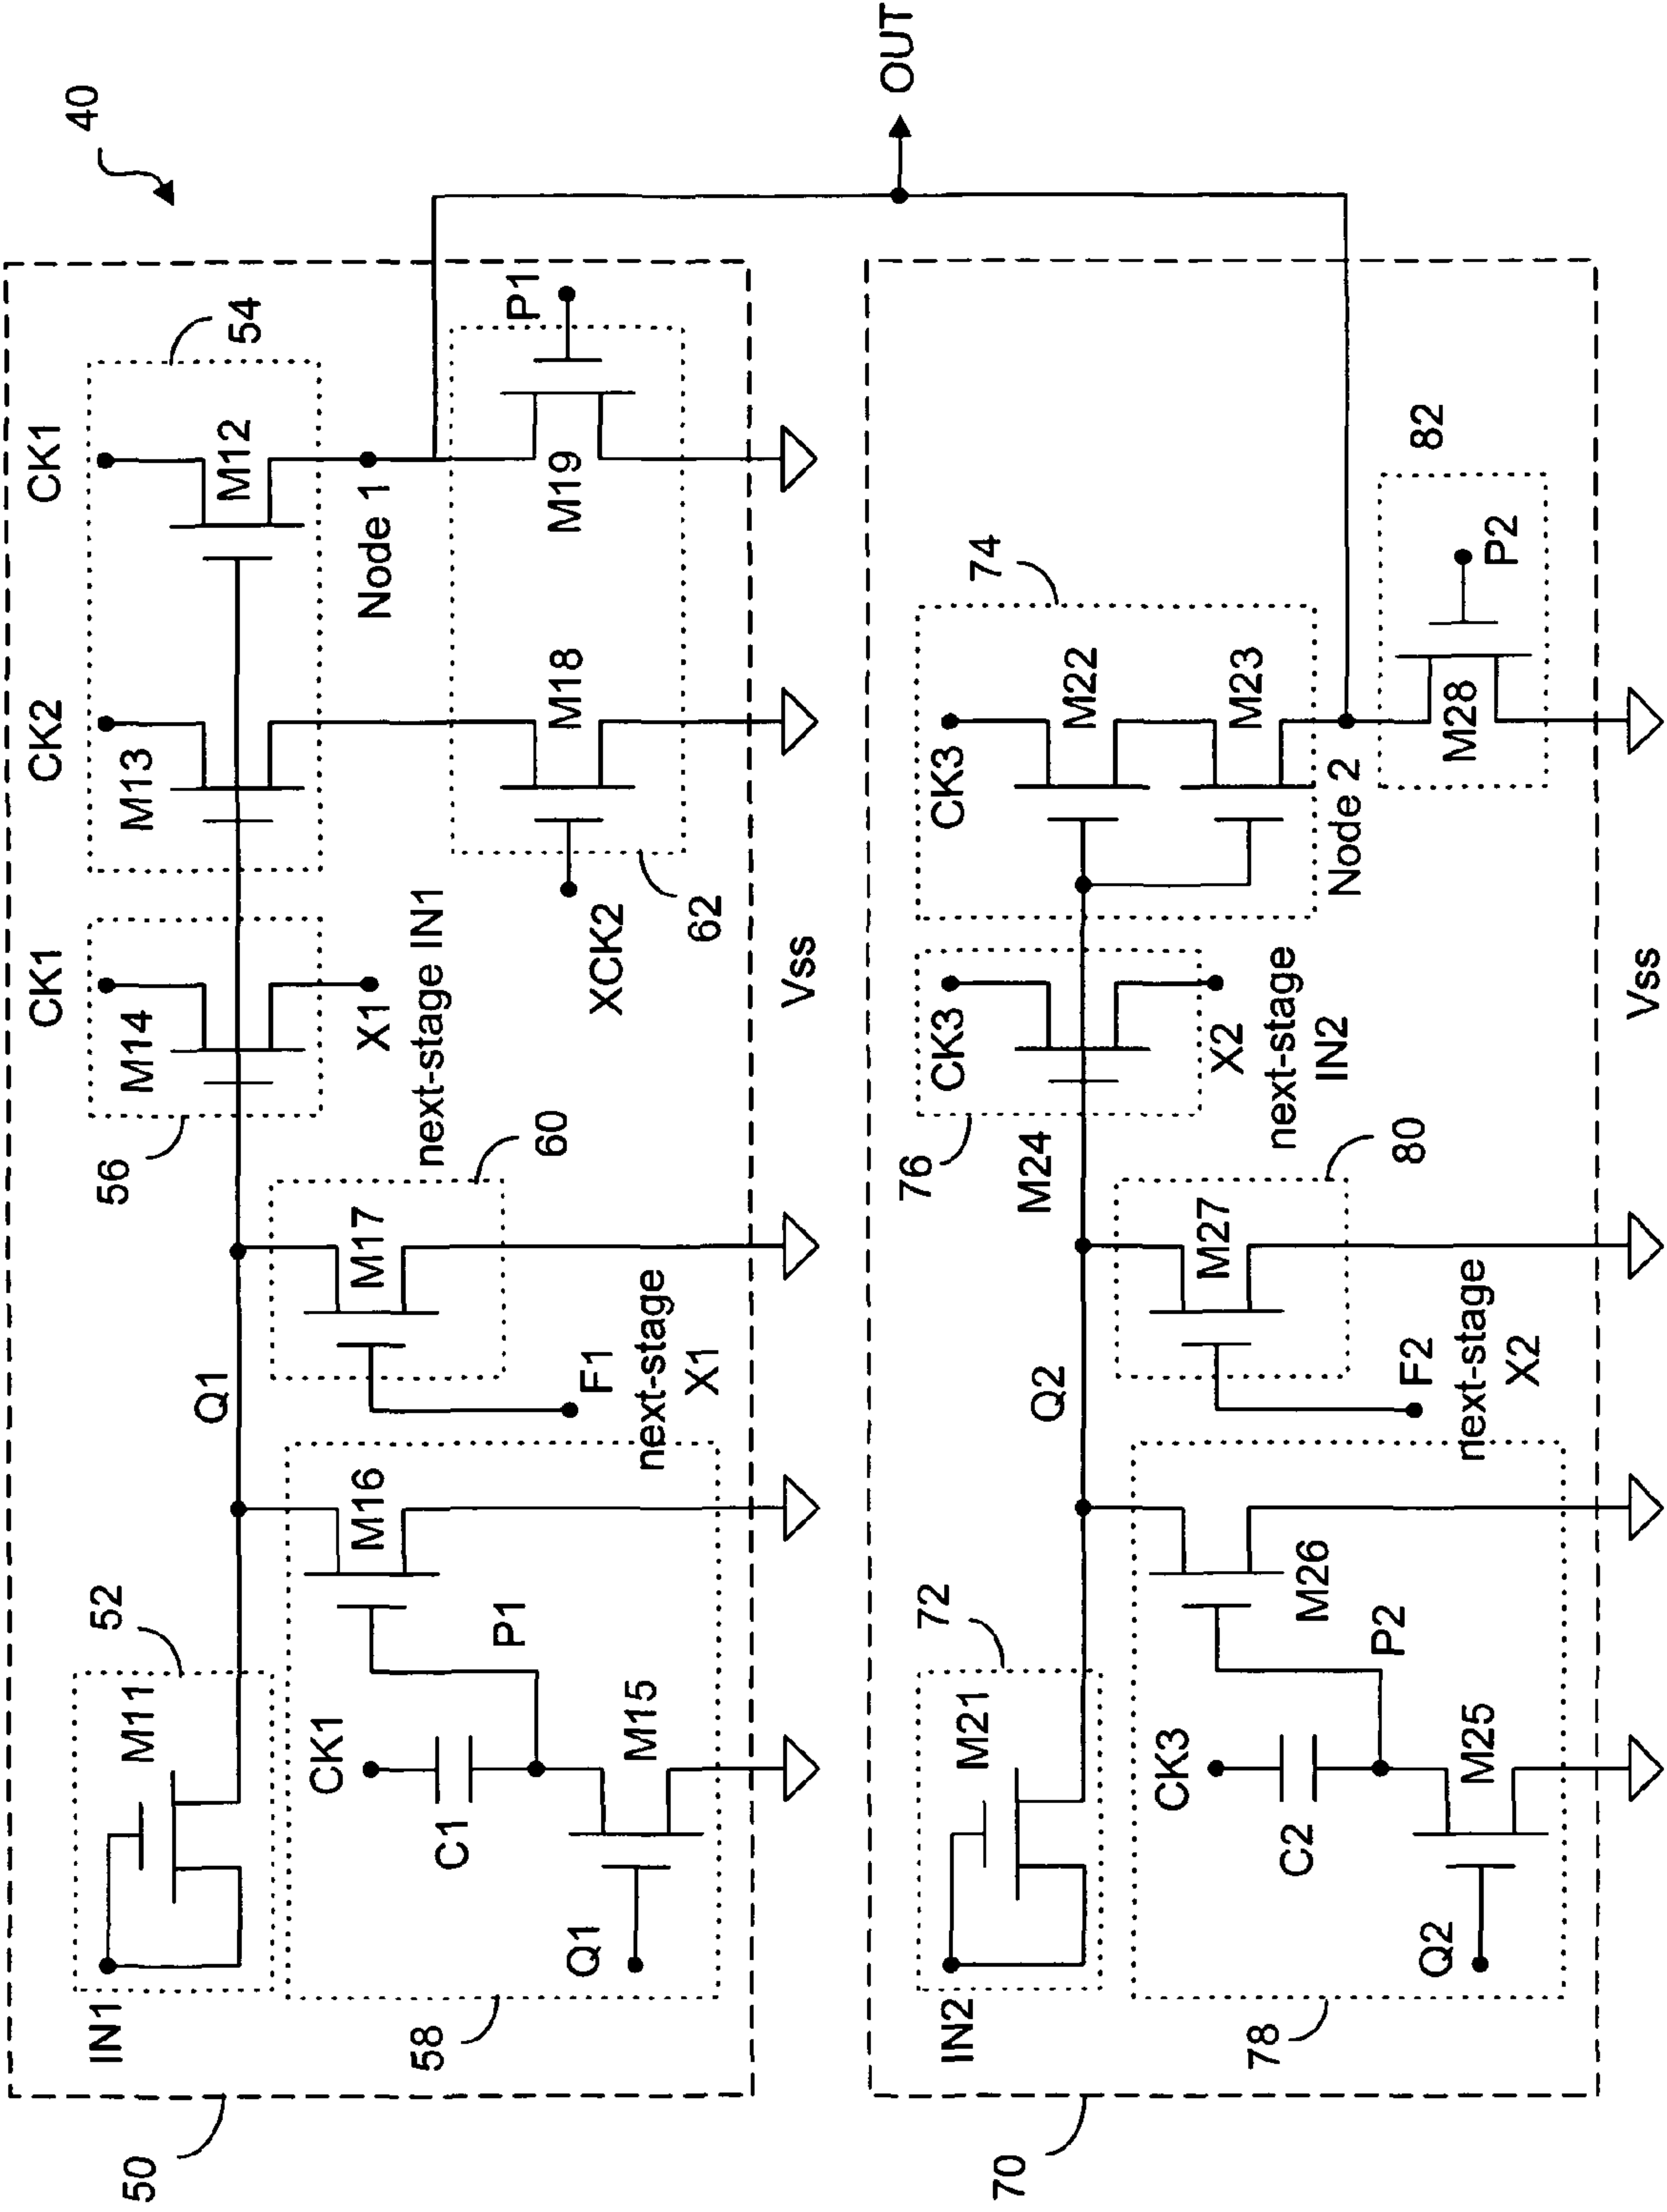 40
CK1
CK2
CK1
54
M12
M13
M14
56
Node 1
P1
OUT
X1
next-stage IN1
M19
M18
XCK2
62
Vss
IN1
52
M11
Q1
60
M17
F1
next-stage
X1
M16
P1
CK1
C1
M15
Q1
58
50
74
CK3
M22
M23
Node 2
82
P2
M28
CK3
X2
next-stage
IN2
76
M24
Vss
80
M27
Q2
F2
next-stage
X2
72
M21
IN2
M26
P2
CK3
C2
M25
Q2
78
70